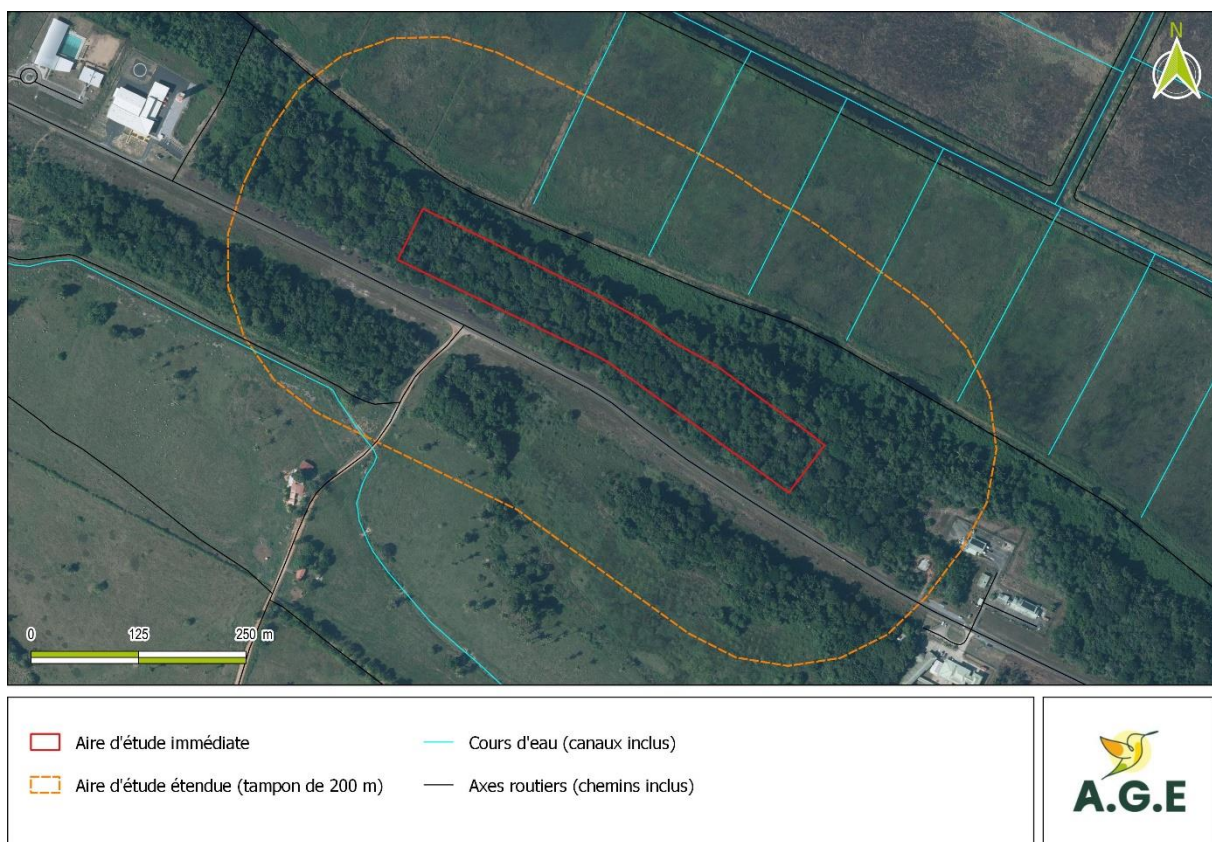 N
0 125 250 m
Aire d'étude immédiate
Cours d'eau (canaux inclus)
Aire d'étude étendue (tampon de 200 m)
Axes routiers (chemins inclus)
A.G.E